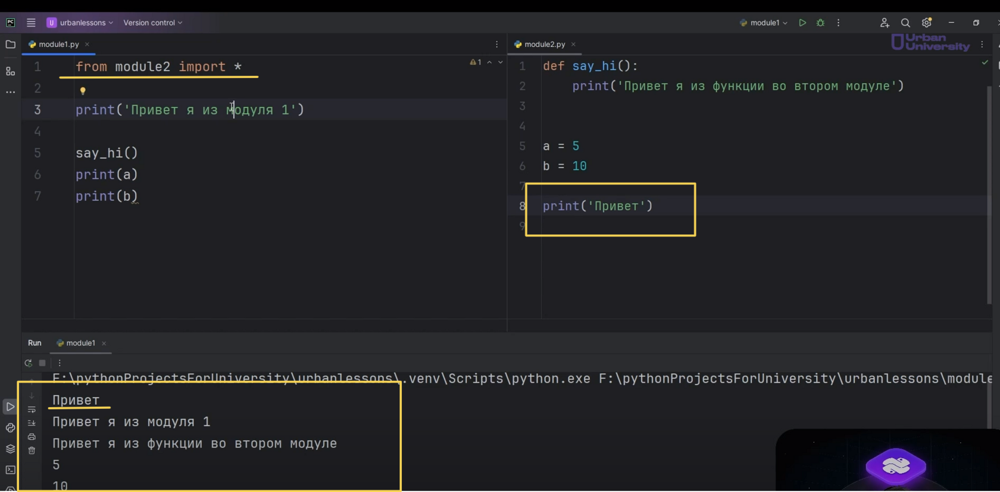 PC
U urbanlessons
Version control
module1
module1.py
module2.py
Urban
University
1 from module2 import *
1
2
3 print('Привет я из модуля 1')
4
5 say_hi()
6 print(a)
7 print(b)
1 def say_hi():
2 print('Привет я из функции во втором модуле')
3
4
5 a = 5
6 b = 10
7
8 print('Привет')
9
Run
module1
F:\pythonProjectsForUniversity\urbanlessons\.venv\Scripts\python.exe F:\pythonProjectsForUniversity\urbanlessons\module
Привет
Привет я из модуля 1
Привет я из функции во втором модуле
5
10